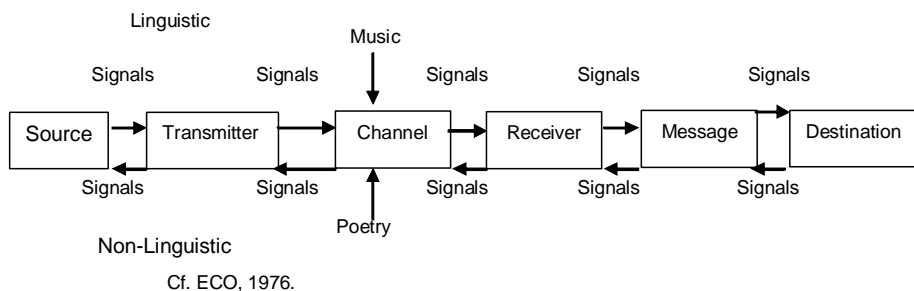 Linguistic
Music
Signals Signals Signals Signals Signals
Source Transmitter Channel Receiver Message Destination
Signals Signals Signals Signals Signals
Poetry
Non-Linguistic
Cf. ECO, 1976.